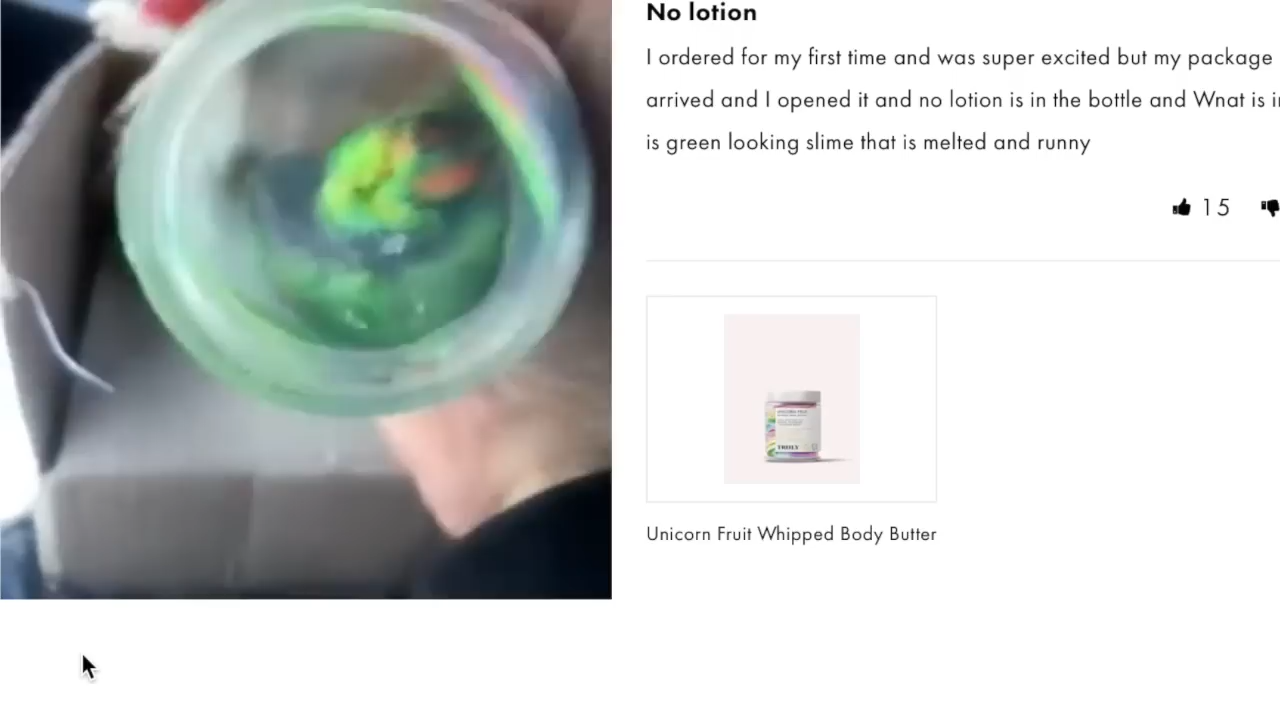 No lotion
I ordered for my first time and was super excited but my package
arrived and I opened it and no lotion is in the bottle and Wnat is
is green looking slime that is melted and runny
15
TRULY
Unicorn Fruit Whipped Body Butter